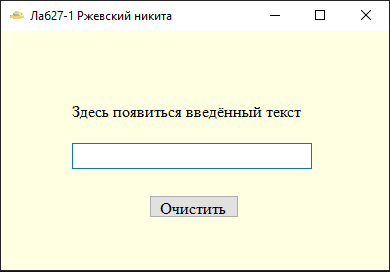 Лаб27-1 Ржевский никита
Здесь появиться введённый текст
Очистить